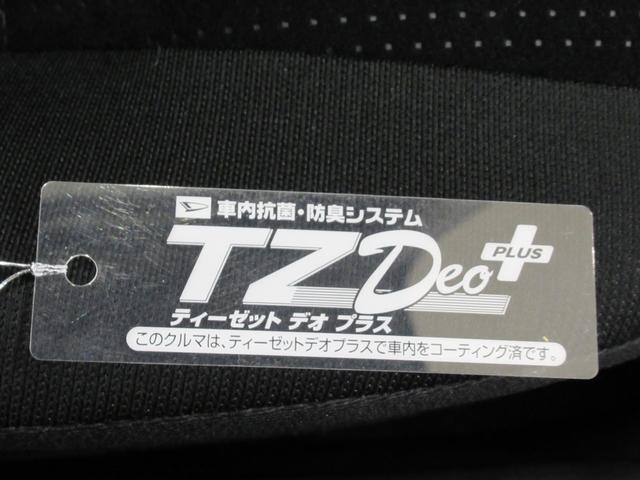 車内抗菌・防臭システム
TZDeo PLUS
ティーゼット デオ プラス
このクルマは、ティーゼットデオプラスで車内をコーティング済です。